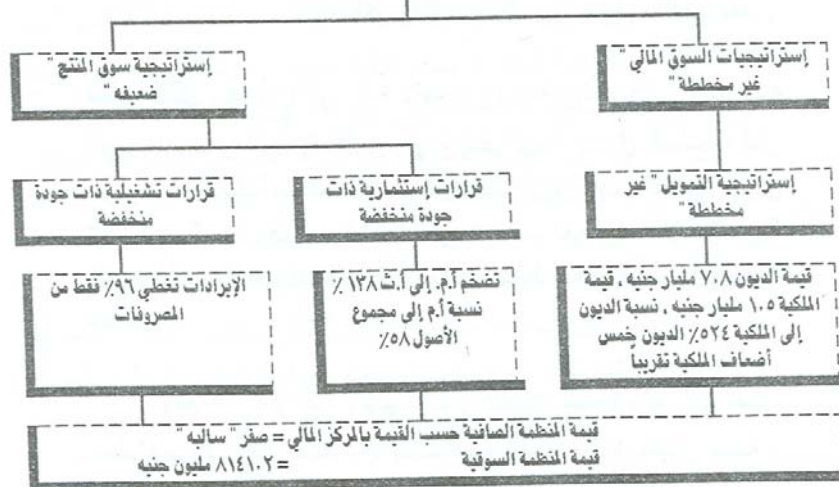 إستراتيجيات السوق المالي "
غير مخططة "
إستراتيجية سوق المنتج "
ضعيفه "
إستراتيجية التمويل " غير
مخططة "
قرارات إستثمارية ذات
جودة منخفضة
قرارات تشغيلية ذات جودة
منخفضة
قيمة الديون ٧.٨ مليار جنيه ، قيمة
الملكية ١.٥ مليار جنيه ، نسبة الديون
إلى الملكية ٥٢٤٪ الديون خمس
أضعاف الملكية تقريباً
تضخم أ.م. إلى أ.ث ١٣٨ ٪
نسبة أ.م إلى مجموع
الأصول ٥٨٪
الإيرادات تغطى ٩٦٪ فقط من
المصروفات
قيمة المنظمة الصافية حسب القيمة بالمركز المالي = صفر " سالبه "
قيمة المنظمة السوقية = ٨١٤١.٠٢ مليون جنيه